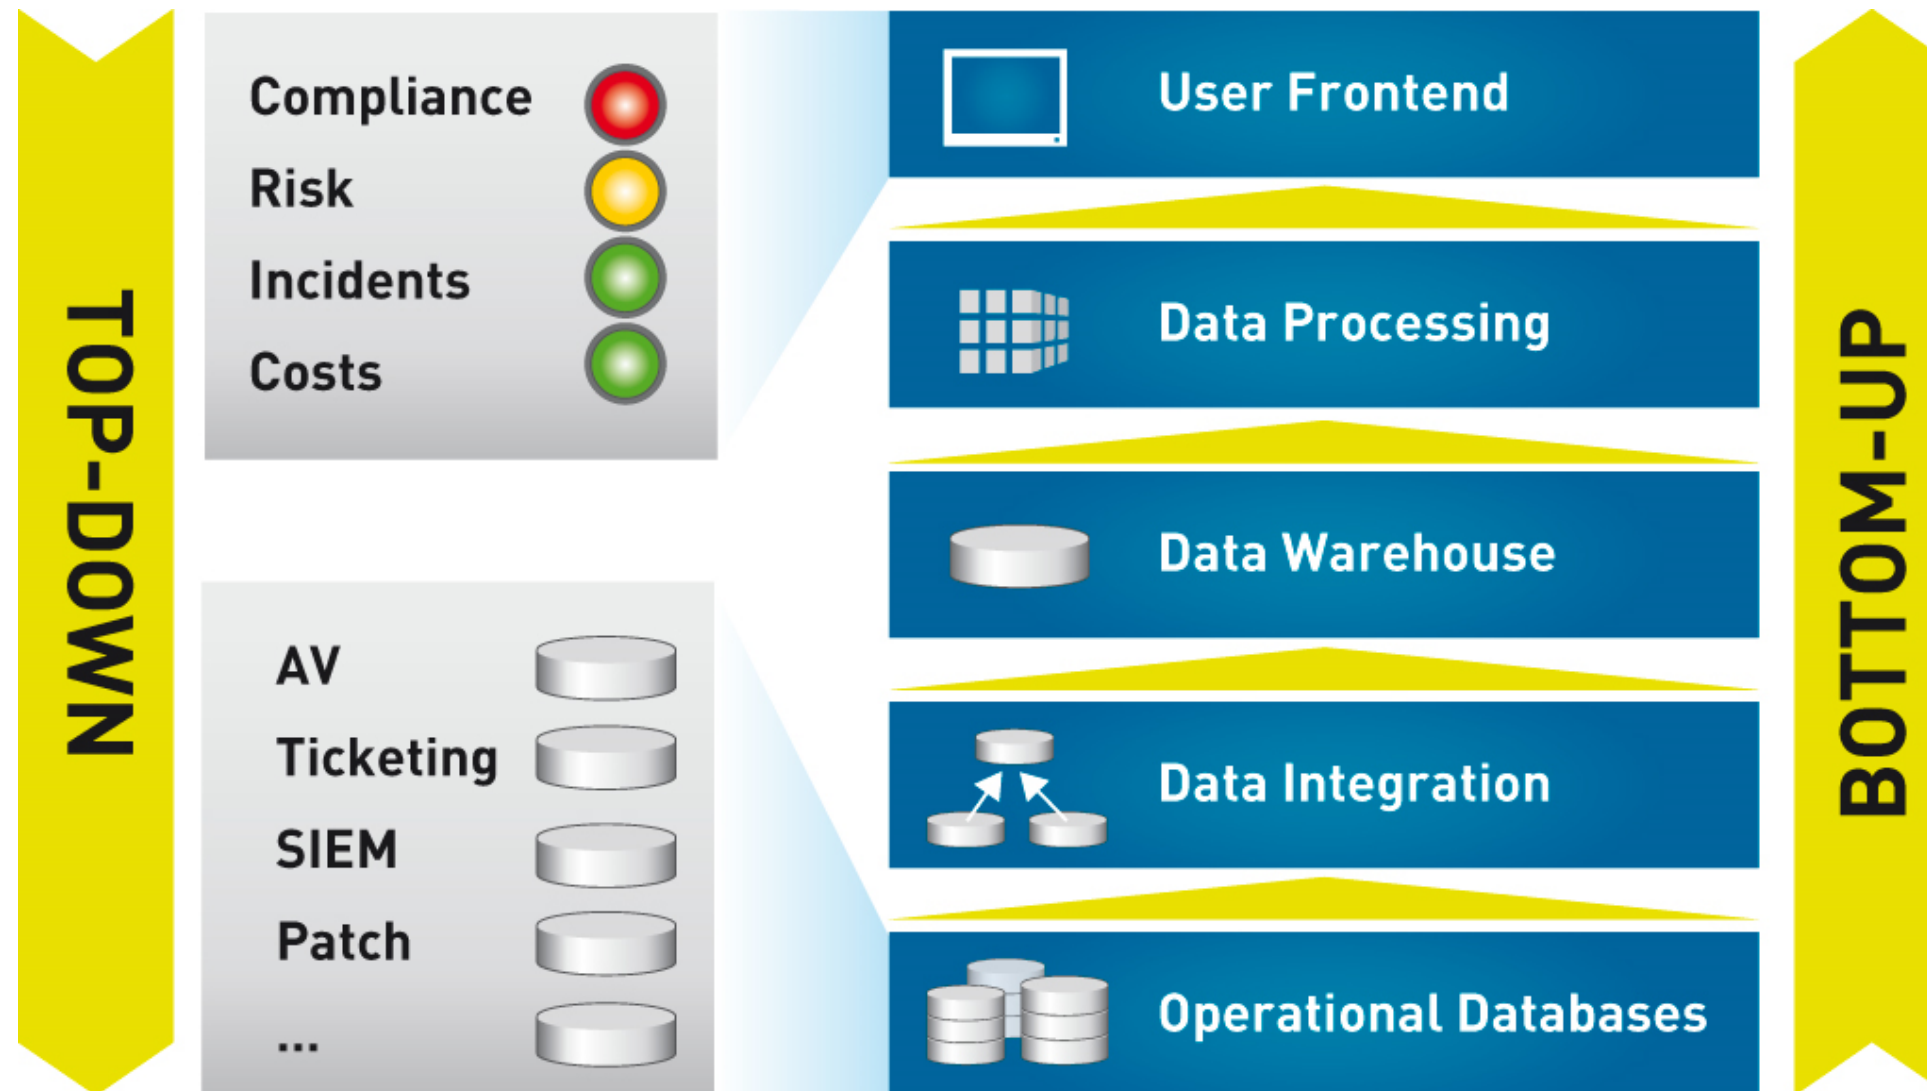 TOP-DOWN
Compliance
Risk
Incidents
Costs
AV
Ticketing
SIEM
Patch
...
User Frontend
Data Processing
Data Warehouse
Data Integration
Operational Databases
BOTTOM-UP